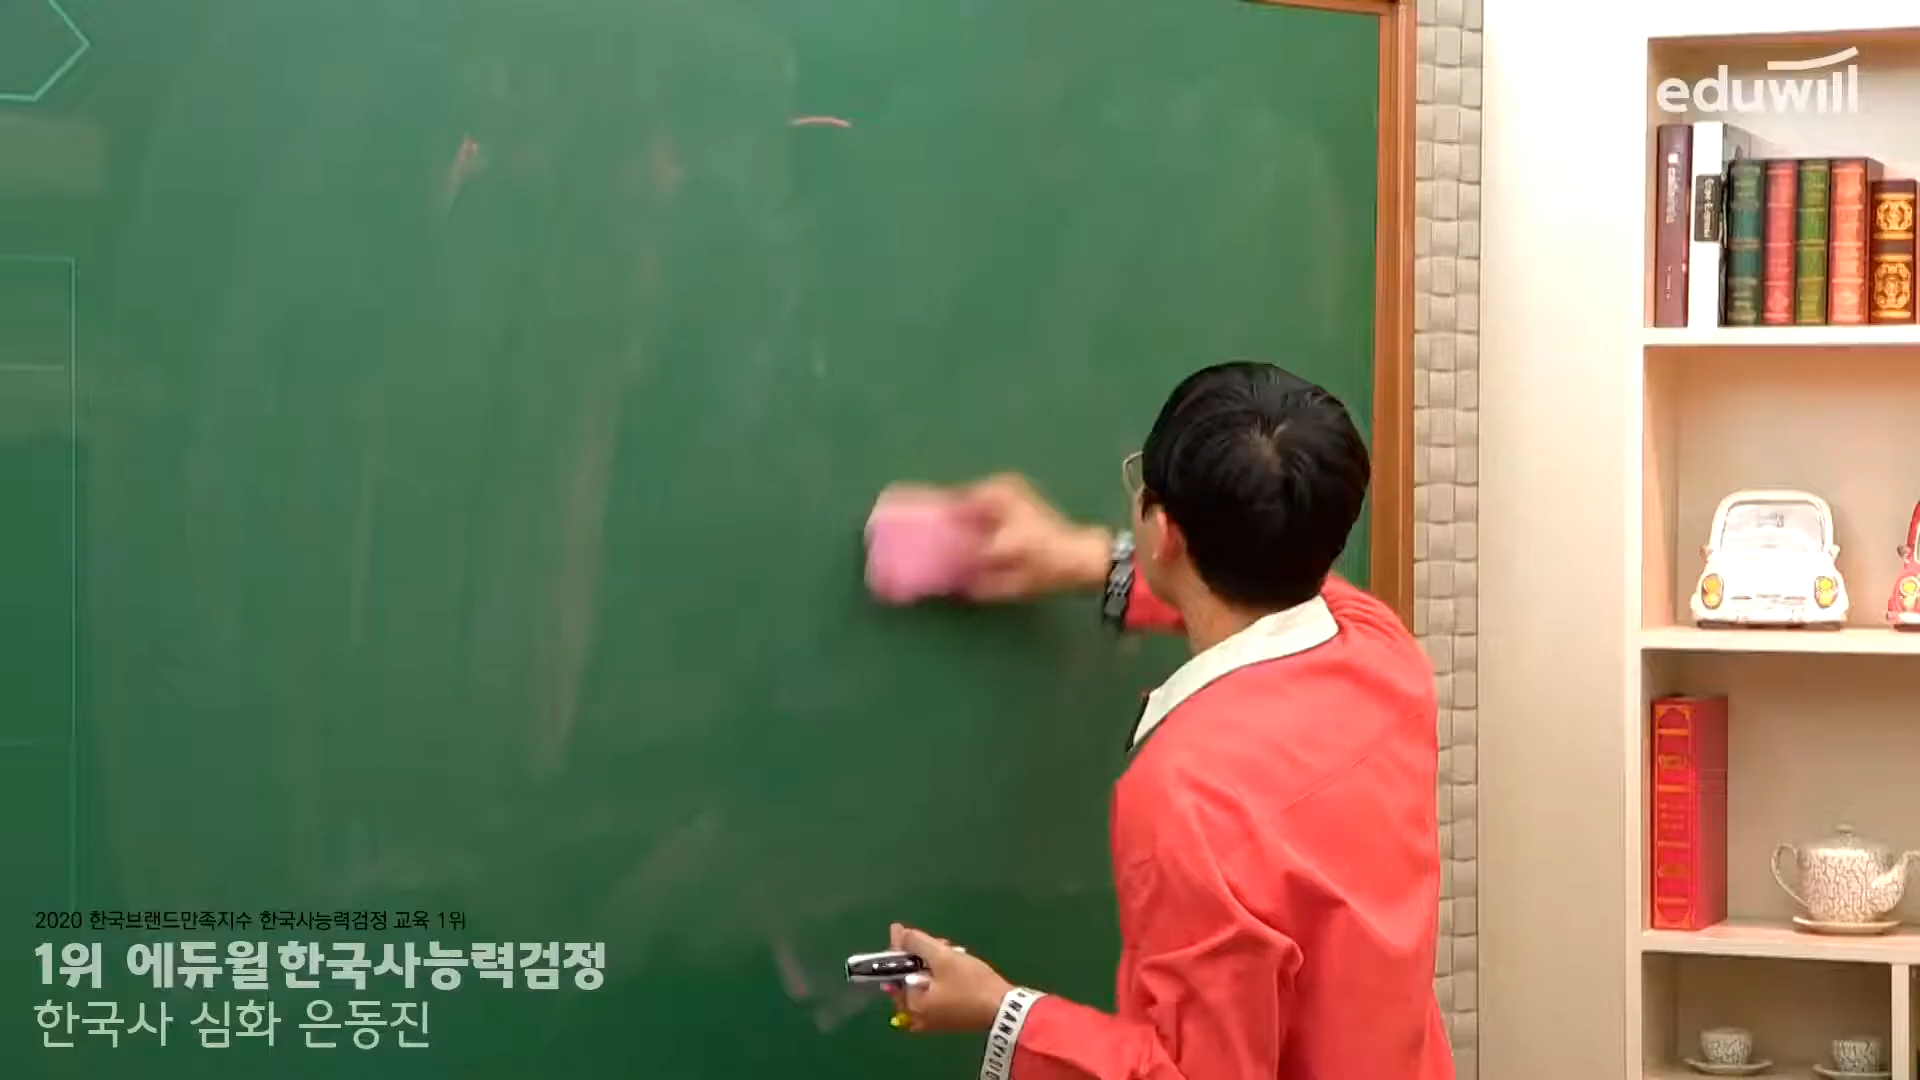 eduwill
2020 한국브랜드만족지수 한국사능력검정 교육 1위
1위 에듀윌 한국사능력검정
한국사 심화 은동진